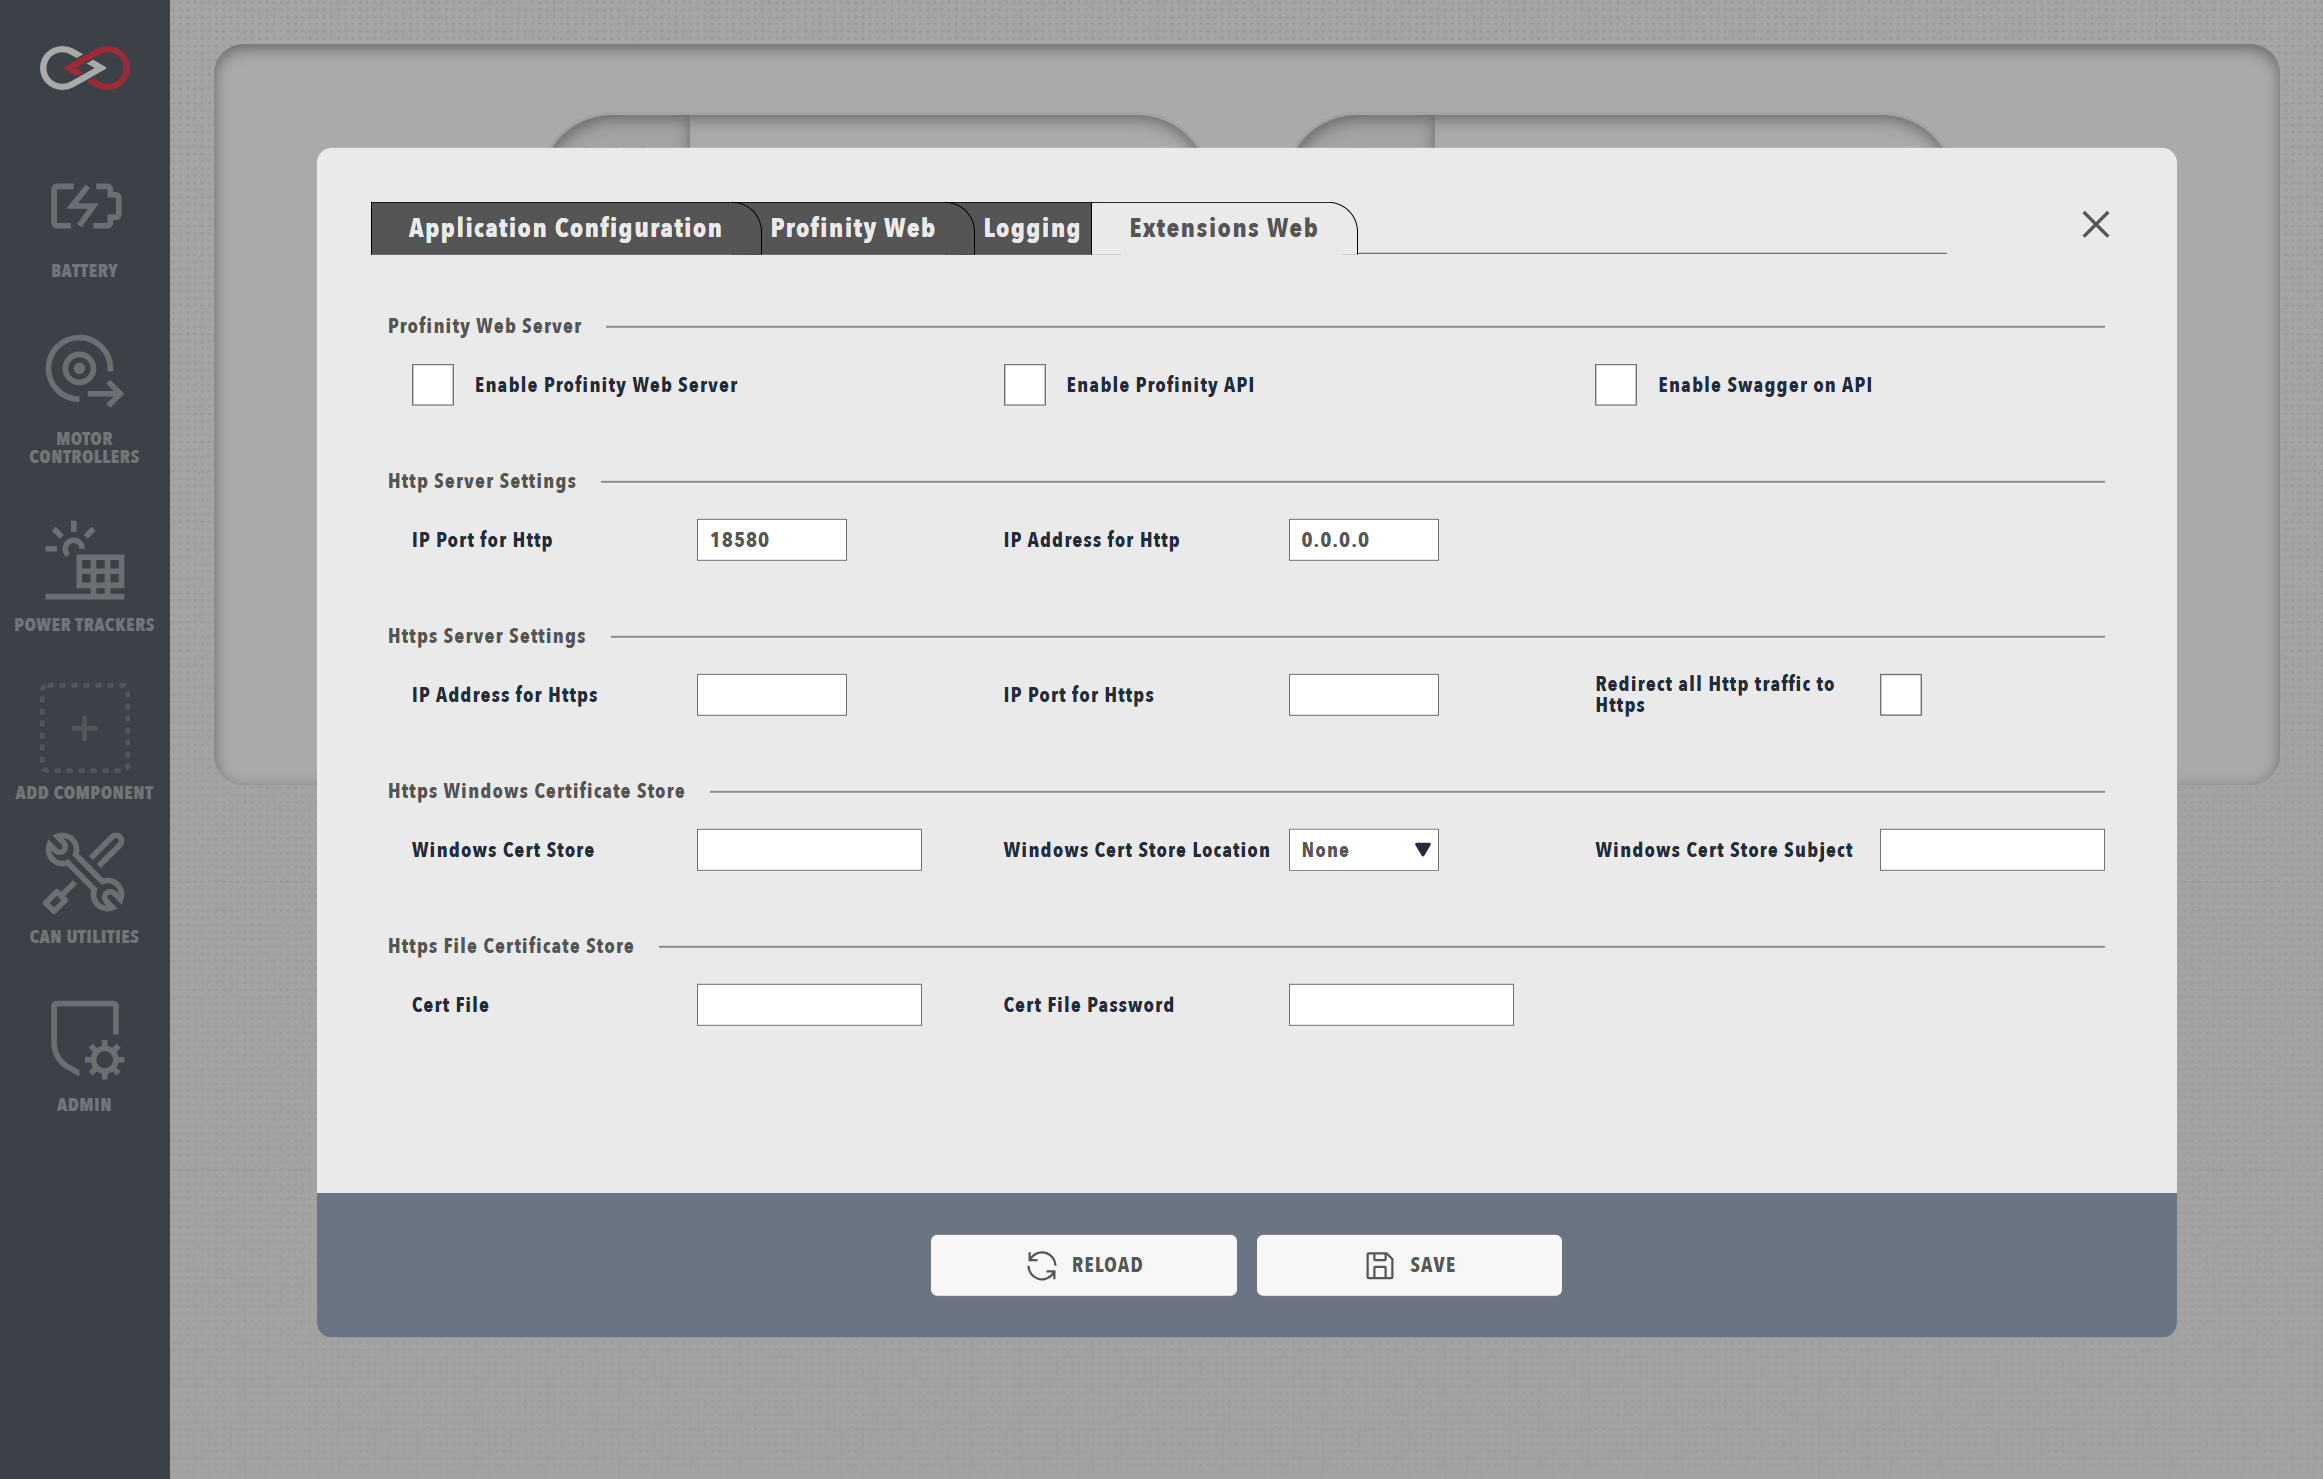 BATTERY
MOTOR
CONTROLLERS
POWER TRACKERS
ADD COMPONENT
CAN UTILITIES
ADMIN
Application Configuration
Profinity Web
Logging
Extensions Web
Profinity Web Server
Enable Profinity Web Server
Enable Profinity API
Enable Swagger on API
Http Server Settings
IP Port for Http
18580
IP Address for Http
0.0.0.0
Https Server Settings
IP Address for Https
IP Port for Https
Redirect all Http traffic to
Https
Https Windows Certificate Store
Windows Cert Store
Windows Cert Store Location
None
Windows Cert Store Subject
Https File Certificate Store
Cert File
Cert File Password
RELOAD
SAVE